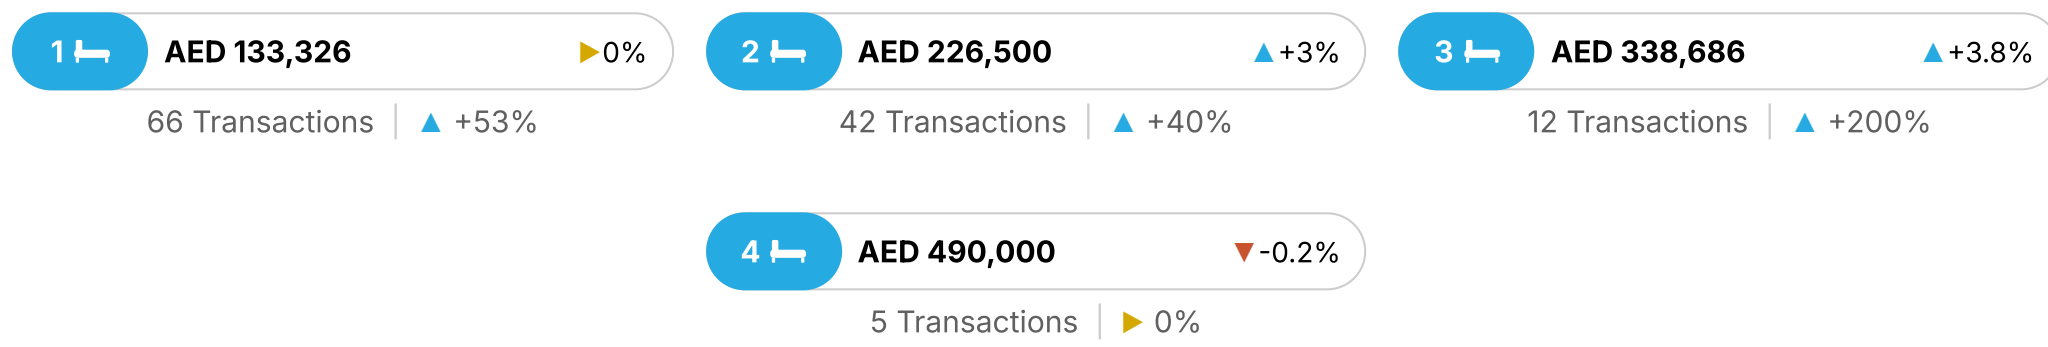 1 AED 133,326 0%
66 Transactions +53%
2 AED 226,500 +3%
42 Transactions +40%
3 AED 338,686 +3.8%
12 Transactions +200%
4 AED 490,000 -0.2%
5 Transactions 0%